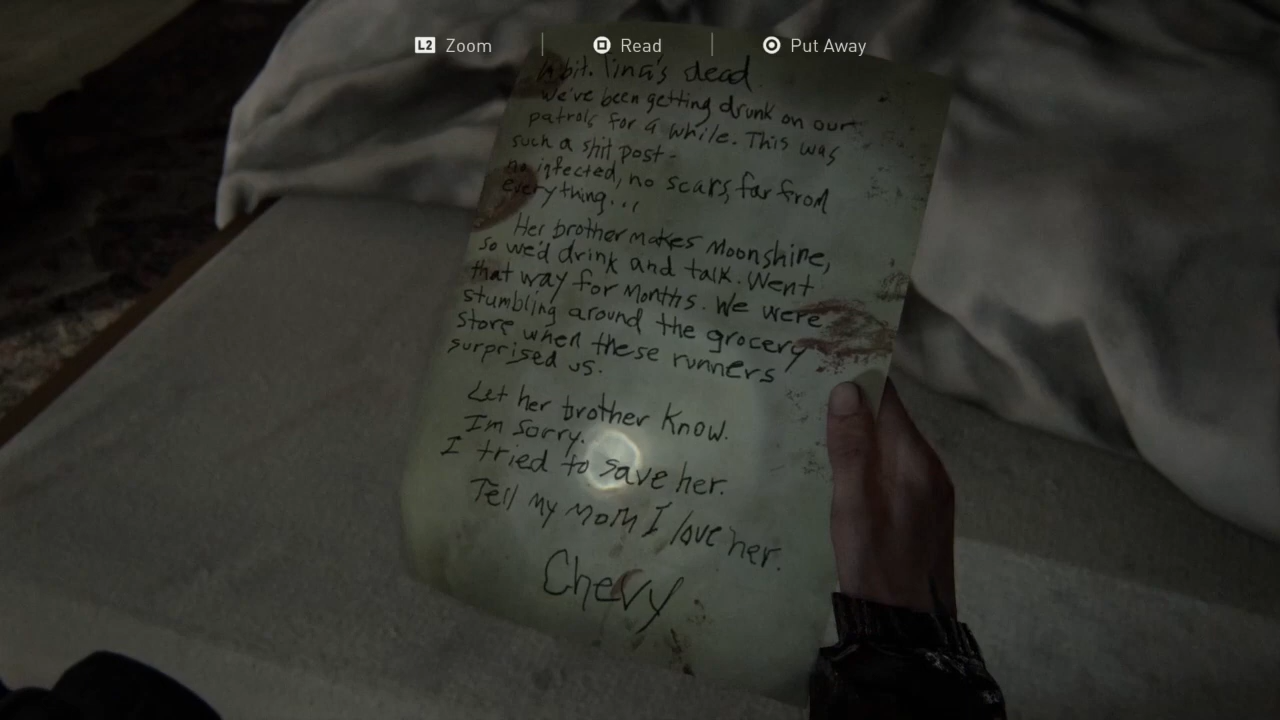 L2 Zoom | Read | Put Away
I bit. Tina's dead.
We've been getting drunk on our
patrols for a while. This was
such a shit post-
no infected, no scars, far from
everything...
Her brother makes Moonshine,
so we'd drink and talk. Went
that way for Months. We were
stumbling around the grocery
store when these runners
surprised us.
Let her brother know.
Im sorry.
I tried to save her.
Tell my mom I love her.
Chevy